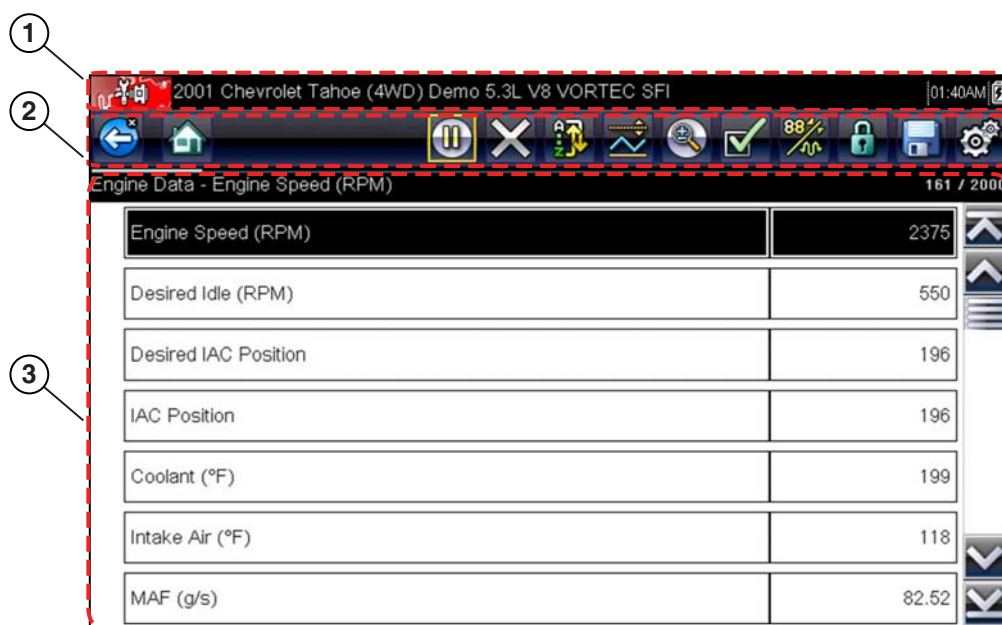 1
2001 Chevrolet Tahoe (4WD) Demo 5.3L V8 VORTEC SFI 01:40AM
2
A Z 88
Engine Data - Engine Speed (RPM) 161 / 2000
Engine Speed (RPM) 2375
Desired Idle (RPM) 550
Desired IAC Position 196
3
IAC Position 196
Coolant (°F) 199
Intake Air (°F) 118
MAF (g/s) 82.52